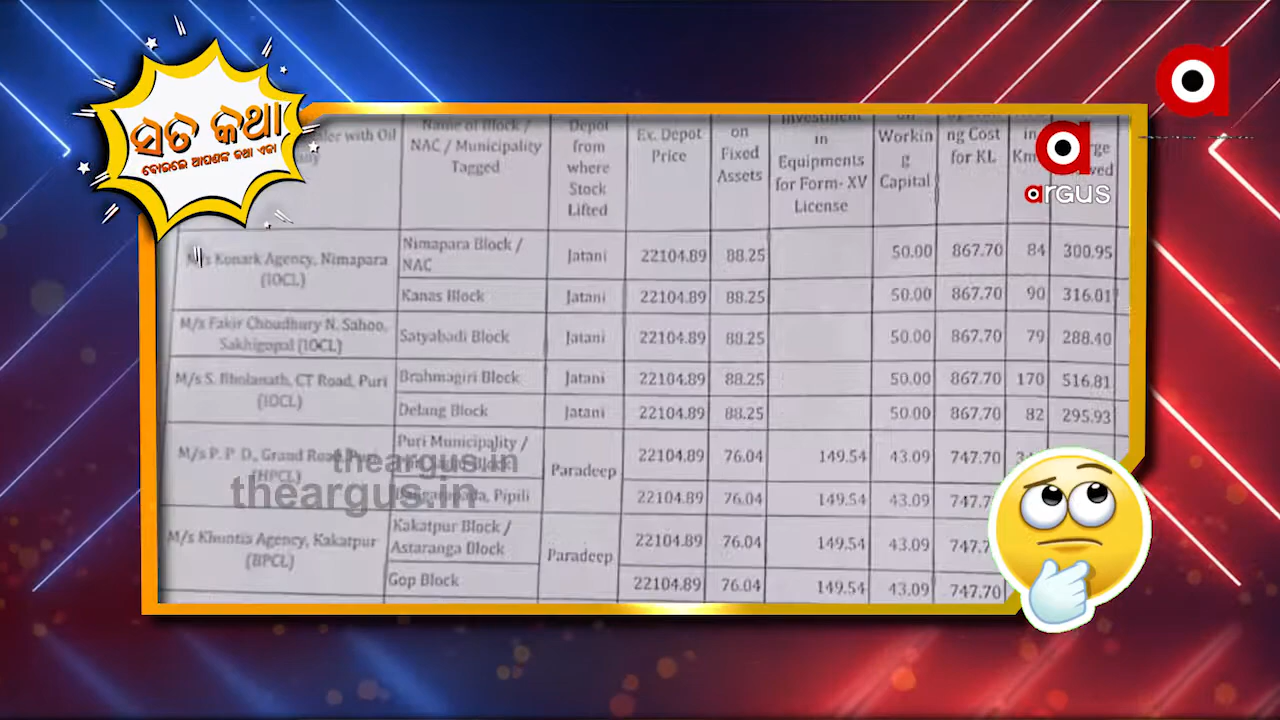 ସତ କଥା
କୋଇଲେ ଆପଣଙ୍କ କଥା ଏକା
with Oil
Name of Block /
NAC / Municipality
Tagged
Depot
from
where
Stock
Lifted
Ex. Depot
Price
on
Fixed
Assets
Investment
in
Equipments
for Form- XV
License
on
Workin
g
Capital
ng Cost
for KL
in
Km
argus
M/s Konark Agency, Nimapara
(IOCL)
Nimapara Block /
NAC
Jatani
22104.89
88.25
50.00
867.70
84
300.95
Kanas Block
Jatani
22104.89
88.25
50.00
867.70
90
316.01
M/s Fakir Choudhury N. Sahoo,
Sakhigopal (IOCL)
Satyabadi Block
Jatani
22104.89
88.25
50.00
867.70
79
288.40
M/s S. Bholanath, CT Road, Puri
(IOCL)
Brahmagiri Block
Jatani
22104.89
88.25
50.00
867.70
170
516.81
Delang Block
Jatani
22104.89
88.25
50.00
867.70
82
295.93
M/s P. P. D., Grand Road,
(HPCL)
Puri Municipality /
Paradeep
22104.89
76.04
149.54
43.09
747.70
Pipili
22104.89
76.04
149.54
43.09
747.7
theargus.in
theargus.in
M/s Khuntia Agency, Kakatpur
(BPCL)
Kakatpur Block /
Astaranga Block
Paradeep
22104.89
76.04
149.54
43.09
747.7
Gop Block
22104.89
76.04
149.54
43.09
747.70